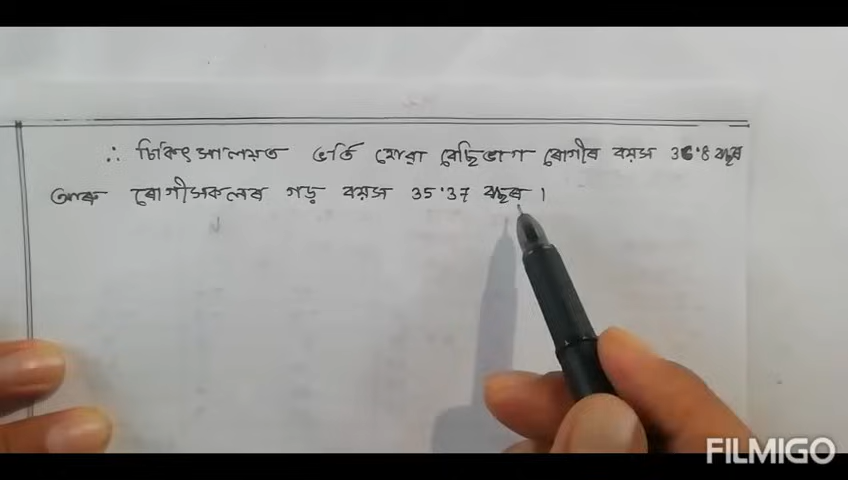 ∴ চিকিৎসালয়ত ভৰ্তি হোৱা বেছিভাগ ৰোগীৰ বয়স 36.8 বছৰ
আৰু ৰোগীসকলৰ গড় বয়স 35.37 বছৰ ।
FILMIGO